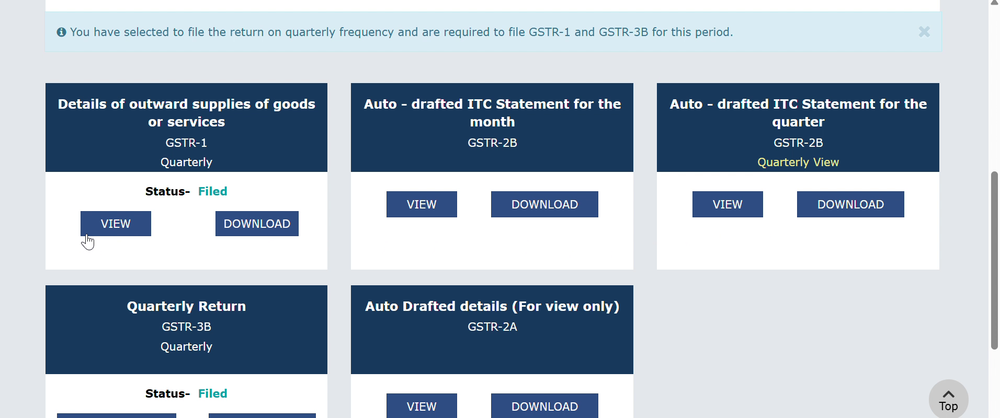 You have selected to file the return on quarterly frequency and are required to file GSTR-1 and GSTR-3B for this period.
Details of outward supplies of goods
or services
GSTR-1
Quarterly
Status- Filed
VIEW
DOWNLOAD
Auto – drafted ITC Statement for the
month
GSTR-2B
VIEW
DOWNLOAD
Auto – drafted ITC Statement for the
quarter
GSTR-2B
Quarterly View
VIEW
DOWNLOAD
Quarterly Return
GSTR-3B
Quarterly
Status- Filed
Auto Drafted details (For view only)
GSTR-2A
VIEW
DOWNLOAD
Top